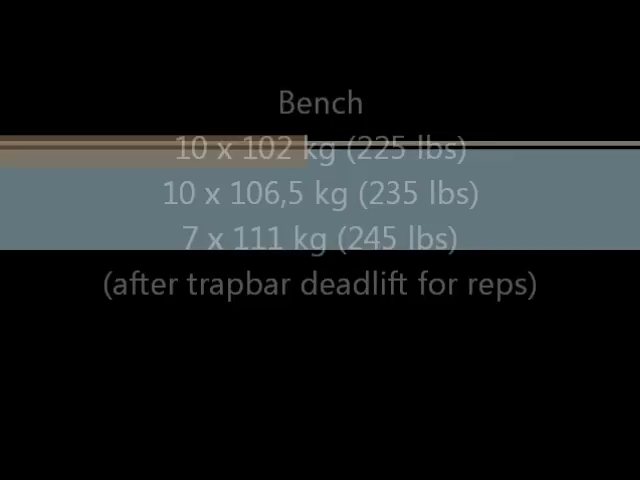 Bench
10 x 102 kg (225 lbs)
10 x 106,5 kg (235 lbs)
7 x 111 kg (245 lbs)
(after trapbar deadlift for reps)